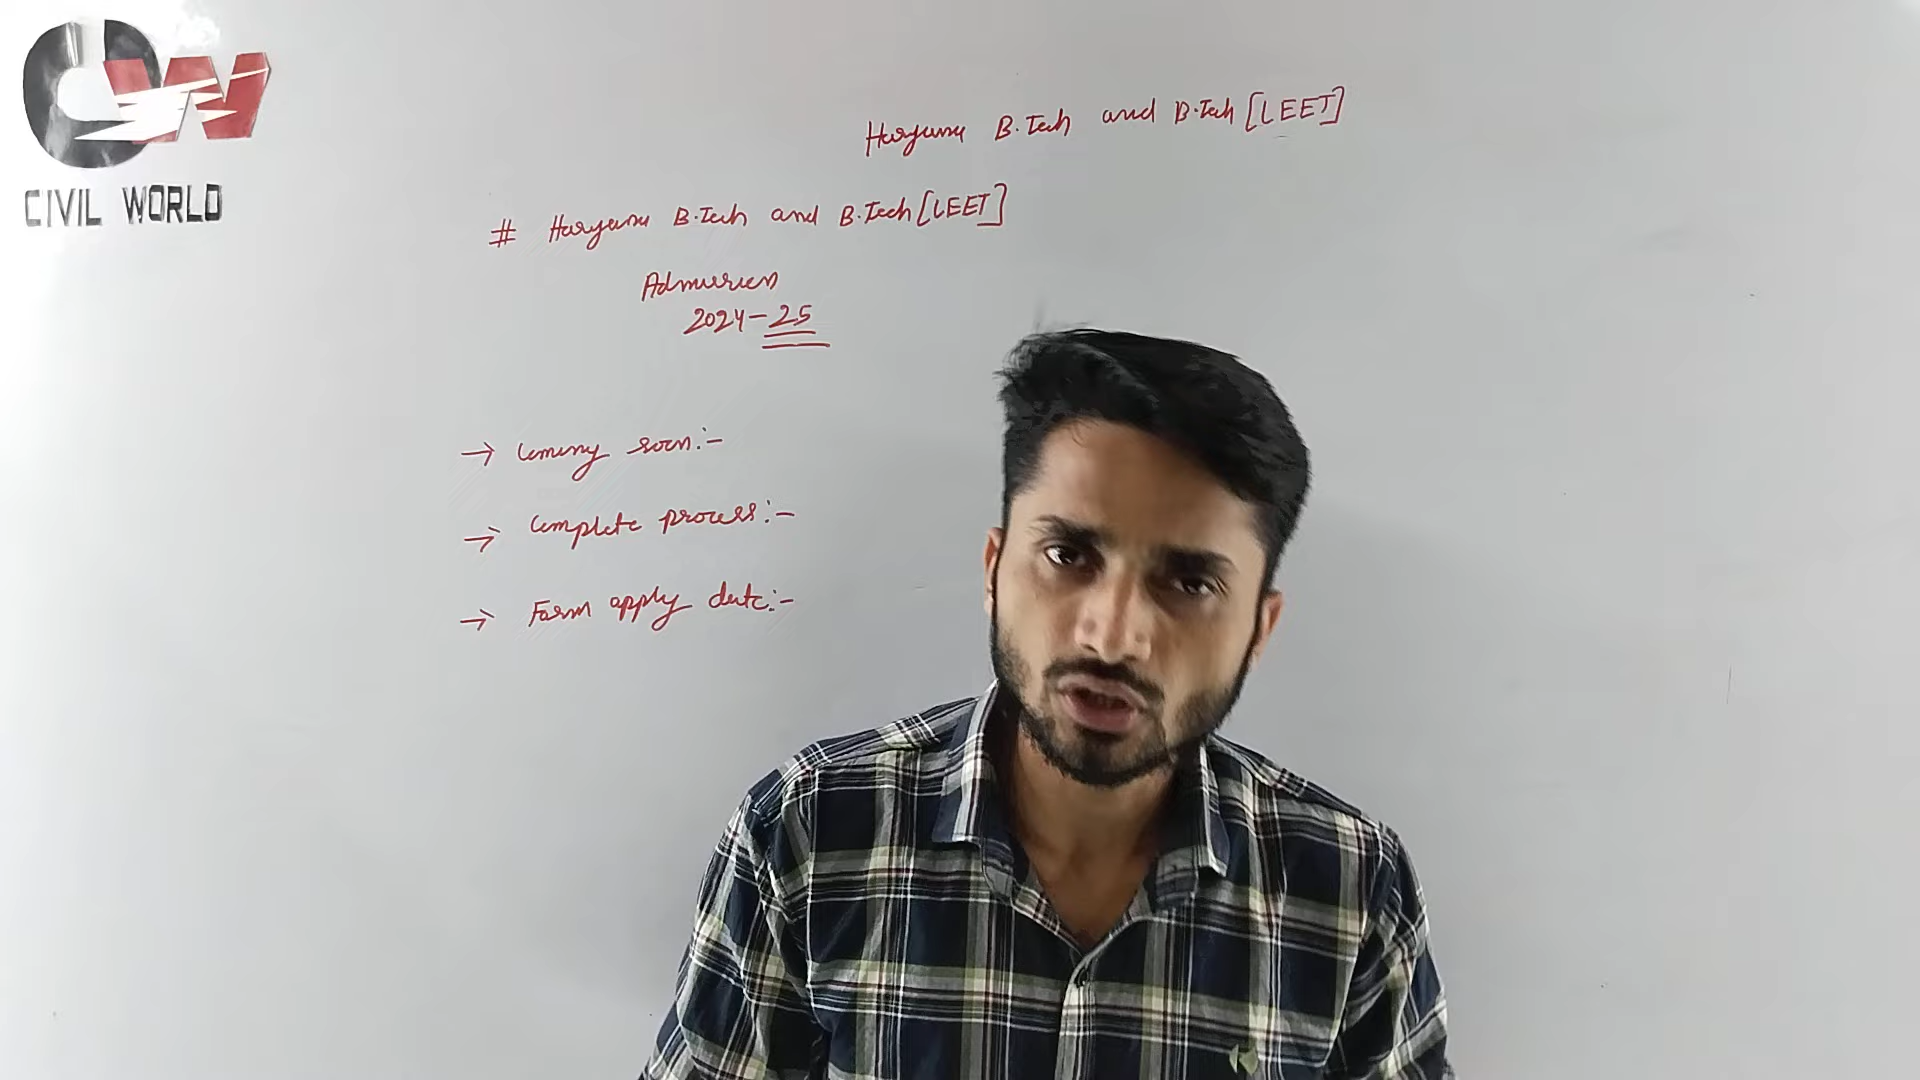 CW
CIVIL WORLD
Haryana B.Tech and B.Tech [LEET]
# Haryana B.Tech and B.Tech [LEET]
Admission
2024-25
→ Coming soon:-
→ Complete process:-
→ Form apply date:-